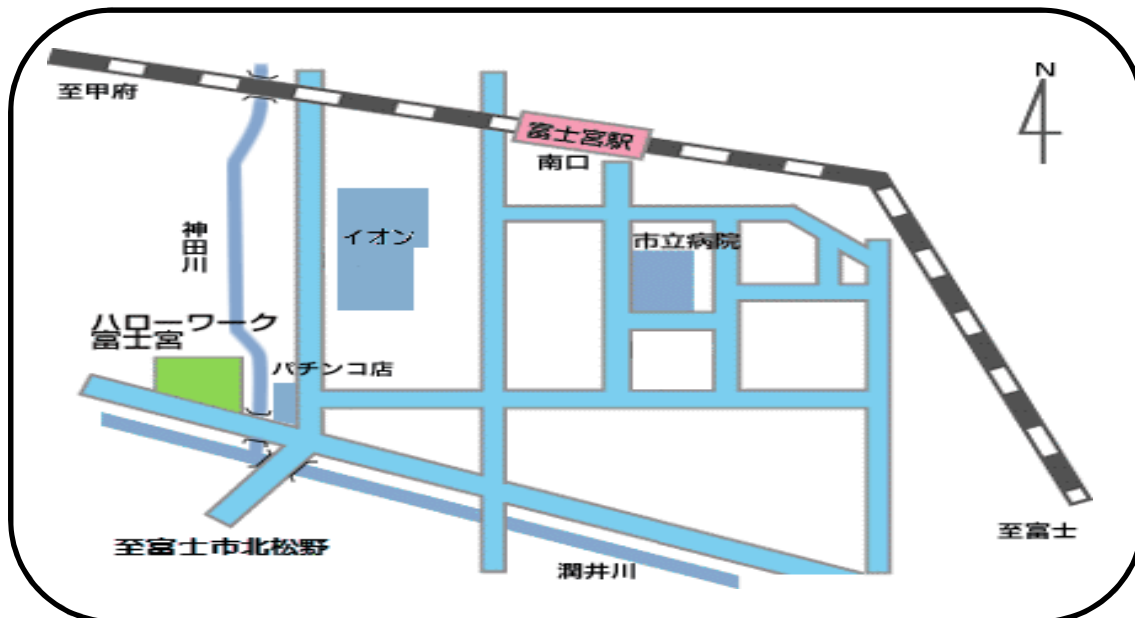 N
至甲府
富士宮駅
南口
神田川
イオン
市立病院
ハローワーク
富士宮
パチンコ店
至富士
至富士市北松野
潤井川